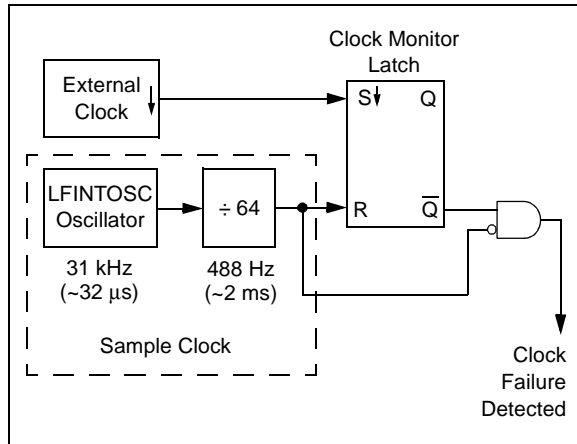 Clock Monitor
Latch
External
Clock
S
Q
LFINTOSC
Oscillator
÷ 64
R
Q̅
31 kHz
(~32 μs)
488 Hz
(~2 ms)
Sample Clock
Clock
Failure
Detected